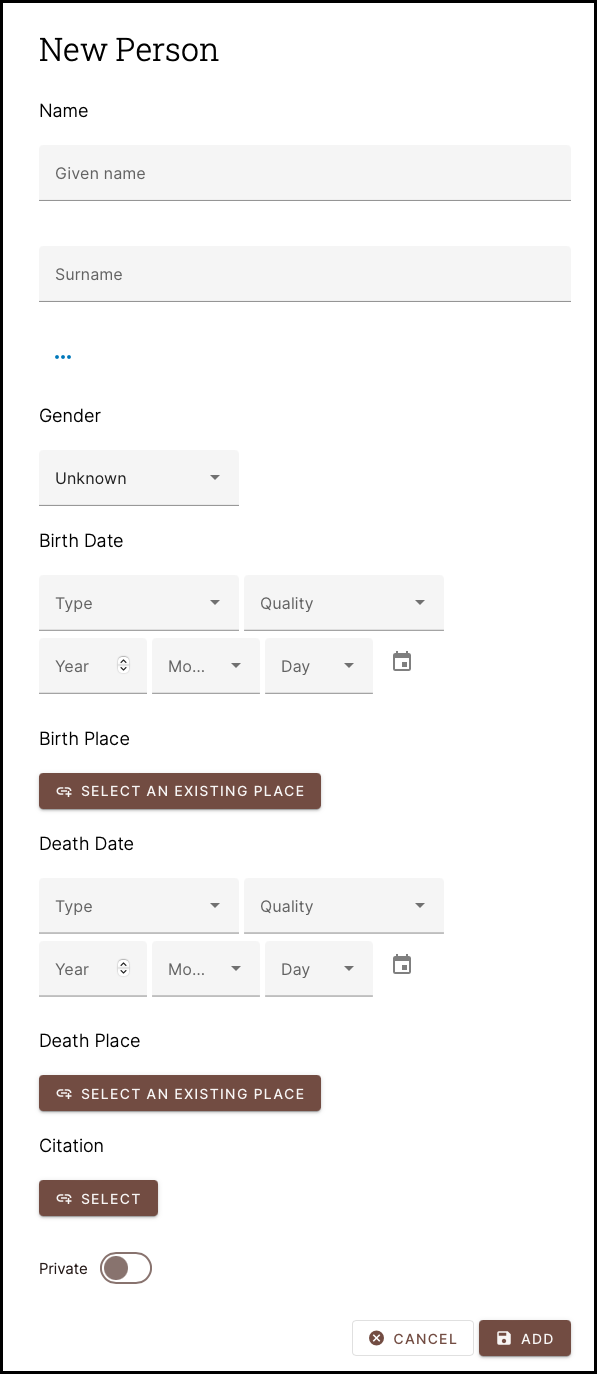 New Person
Name
Given name
Surname
...
Gender
Unknown
Birth Date
Type Quality
Year Mo... Day
Birth Place
SELECT AN EXISTING PLACE
Death Date
Type Quality
Year Mo... Day
Death Place
SELECT AN EXISTING PLACE
Citation
SELECT
Private
CANCEL ADD